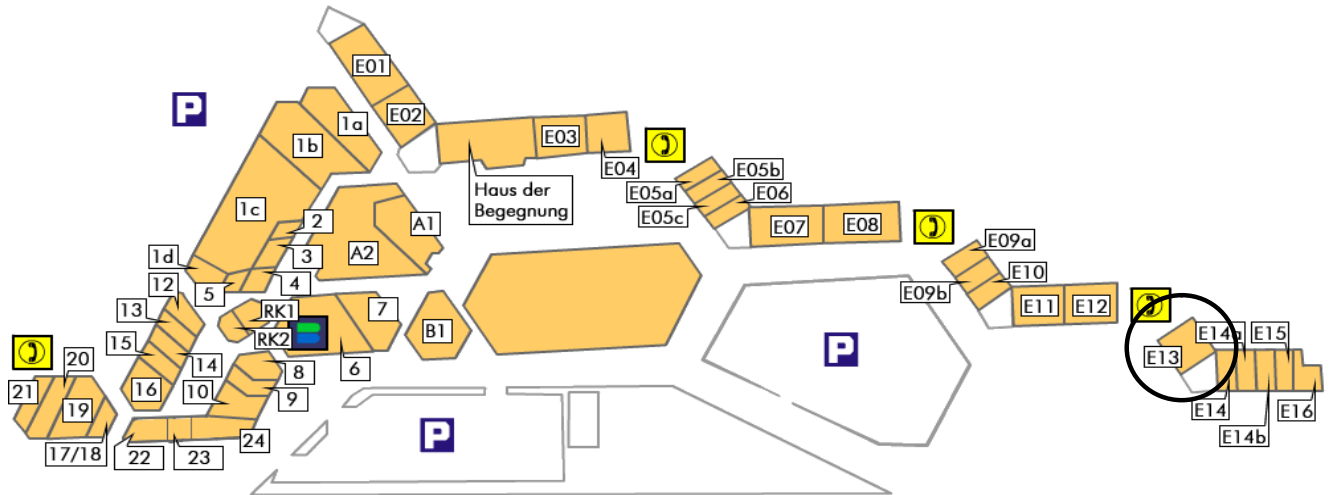 E01
P
E02
1a
1b
E03
E04
E05b
E05a
E06
E05c
Haus der
Begegnung
1c
2
A1
3
A2
E07
E08
1d
4
5
E09a
E10
E09b
12
13
RK1
RK2
7
B1
6
E11
E12
15
14
P
E14a
E15
E13
20
21
8
16
10
9
19
E14
E16
E14b
17/18
22
23
24
P